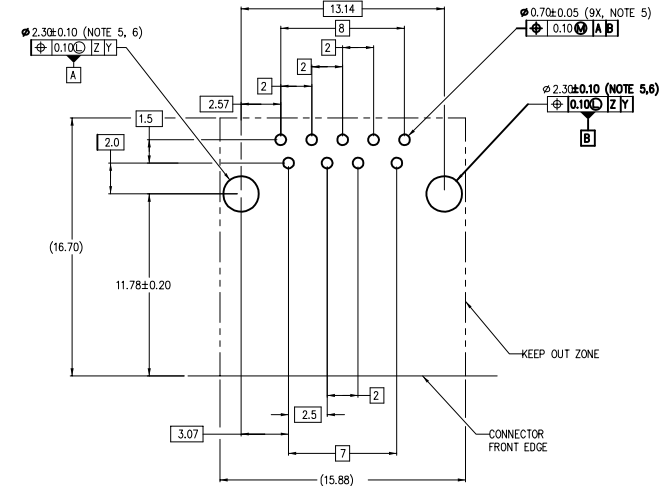 13.14
⌀ 0.70±0.05 (9X, NOTE 5)
⌖ 0.10 Ⓜ A B
8
⌀ 2.30±0.10 (NOTE 5, 6)
⌖ 0.10 Ⓛ Z Y
A
2
2
2
⌀ 2.30±0.10 (NOTE 5,6)
⌖ 0.10 Ⓛ Z Y
B
2.57
1.5
2.0
(16.70)
11.78±0.20
KEEP OUT ZONE
2
2.5
3.07
CONNECTOR
FRONT EDGE
7
(15.88)